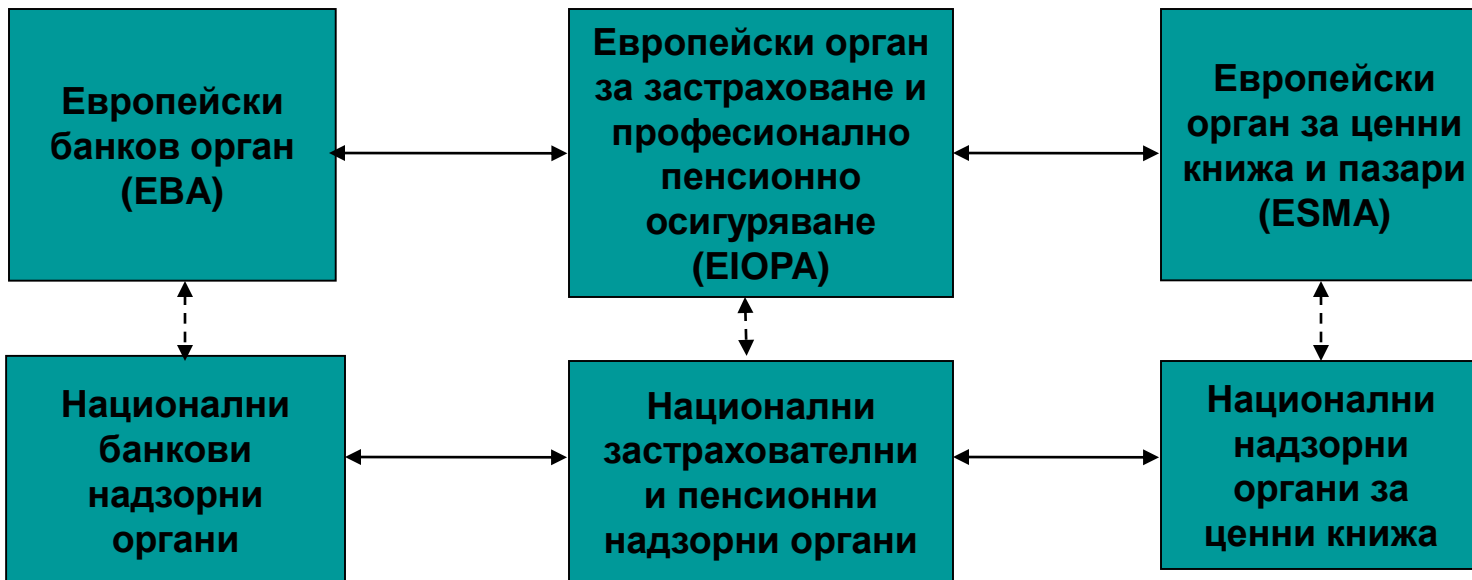 Европейски
банков орган
(EBA)
Европейски орган
за застраховане и
професионално
пенсионно
осигуряване
(EIOPA)
Европейски
орган за ценни
книжа и пазари
(ESMA)
Национални
банкови
надзорни
органи
Национални
застрахователни
и пенсионни
надзорни органи
Национални
надзорни
органи за
ценни книжа